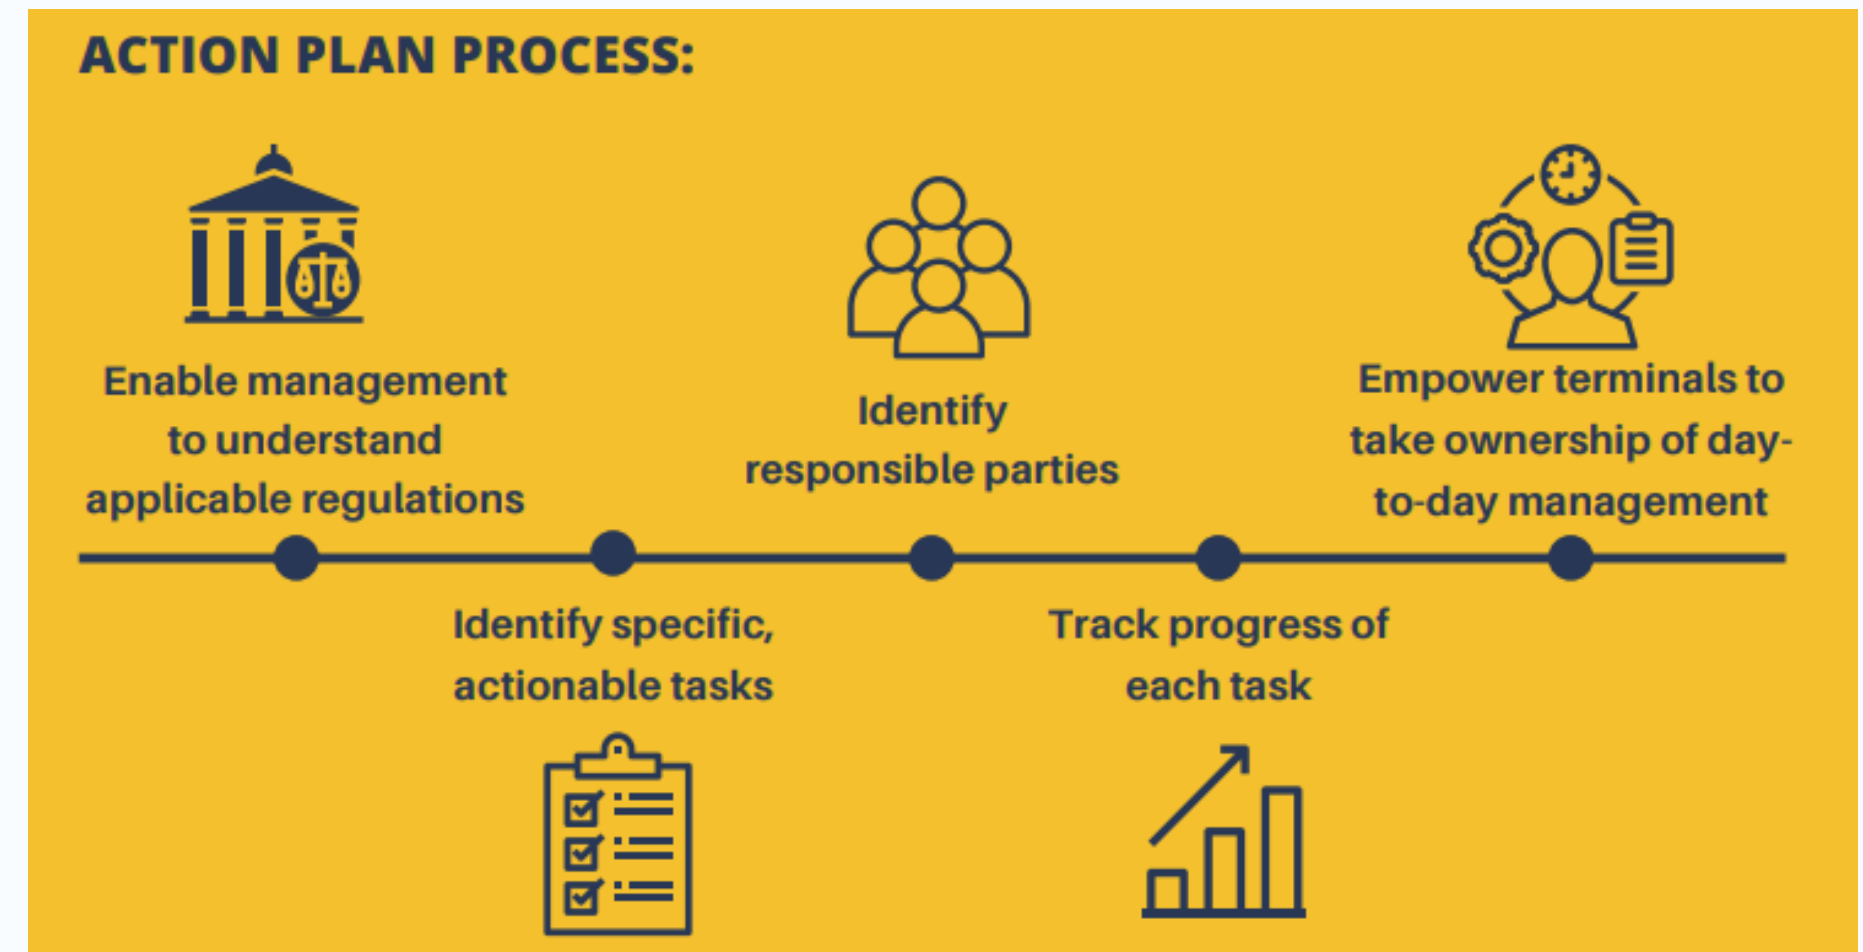 ACTION PLAN PROCESS:
Enable management
to understand
applicable regulations
Identify specific,
actionable tasks
Identify
responsible parties
Track progress of
each task
Empower terminals to
take ownership of day-
to-day management